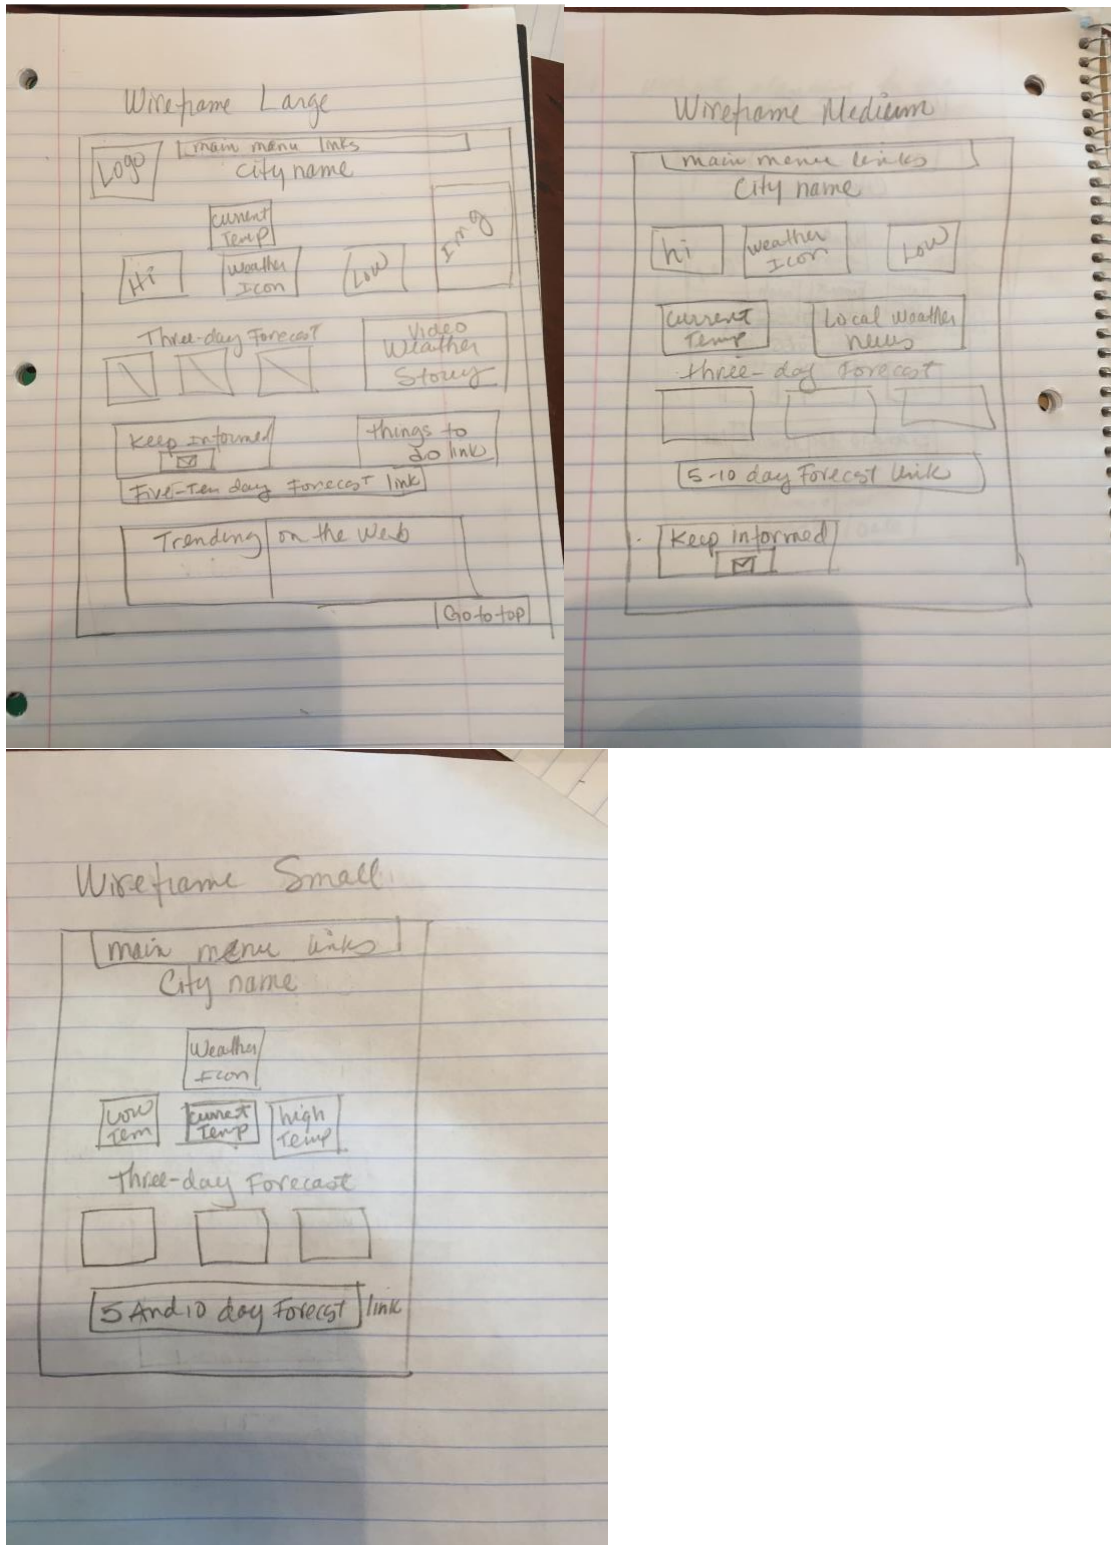 Wireframe Large
Logo
main menu links
City name
Current
Temp
Img
Hi
Weather
Icon
Low
Three-day Forecast
Video
Weather
Story
Keep Informed
things to
do link
Five-Ten day Forecast link
Trending on the Web
Go to top
Wireframe Medium
main menu links
City name
hi
weather
Icon
Low
Current
Temp
Local Weather
news
three-day Forecast
5-10 day Forecast link
Keep informed
Wireframe Small
main menu links
City name
Weather
Icon
Low
Tem
Current
Temp
high
Temp
Three-day Forecast
5 And 10 day Forecst link